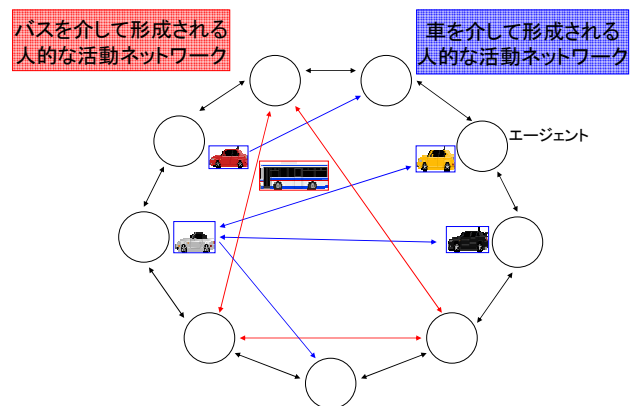 バスを介して形成される
人的な活動ネットワーク
車を介して形成される
人的な活動ネットワーク
エージェント